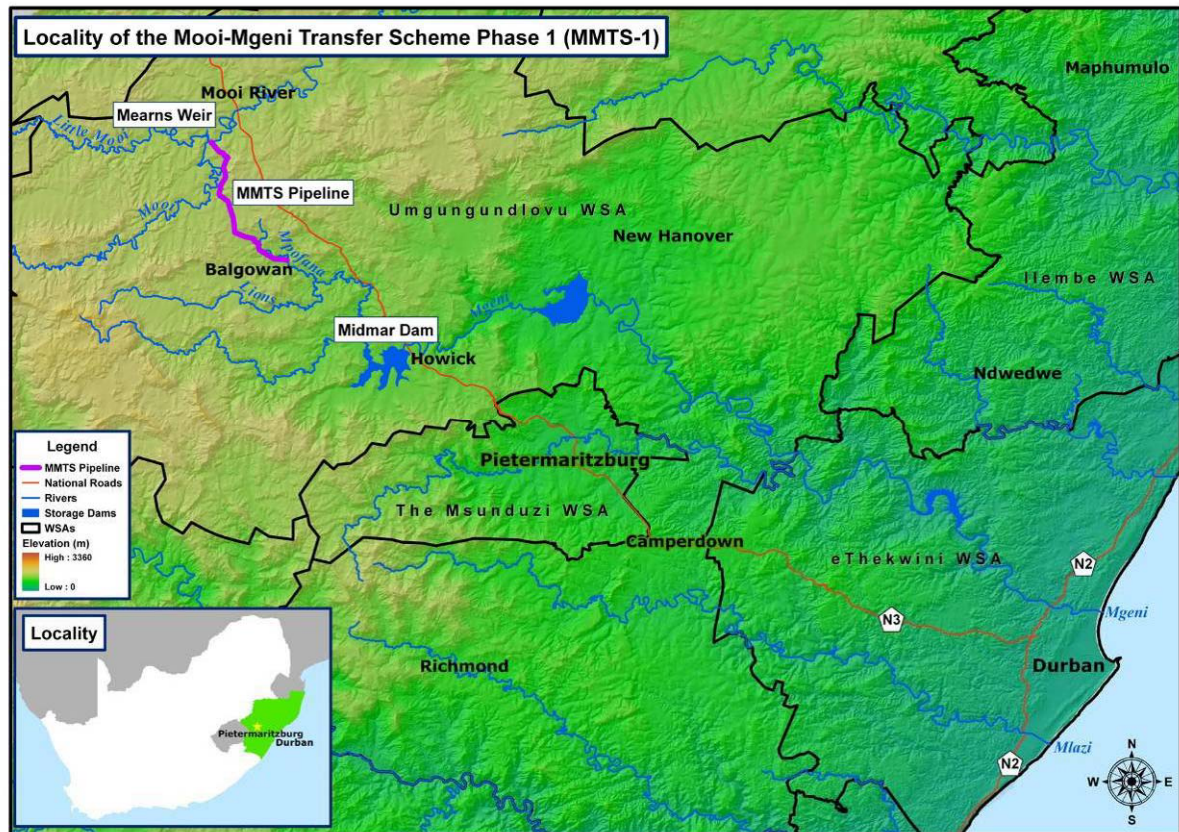 Locality of the Mooi-Mgeni Transfer Scheme Phase 1 (MMTS-1)
Maphumulo
Mooi River
Mearns Weir
Little Mooi
MMTS Pipeline
Mooi
Umgungundlovu WSA
New Hanover
Mpofana
Balgowan
Ilembe WSA
Lions
Mgeni
Midmar Dam
Howick
Ndwedwe
Pietermaritzburg
The Msunduzi WSA
Camperdown
eThekwini WSA
N2
N3
Mgeni
Richmond
Durban
Mlazi
N2
Legend
MMTS Pipeline
National Roads
Rivers
Storage Dams
WSAs
Elevation (m)
High : 3360
Low : 0
Locality
Pietermaritzburg
Durban
N
W
E
S